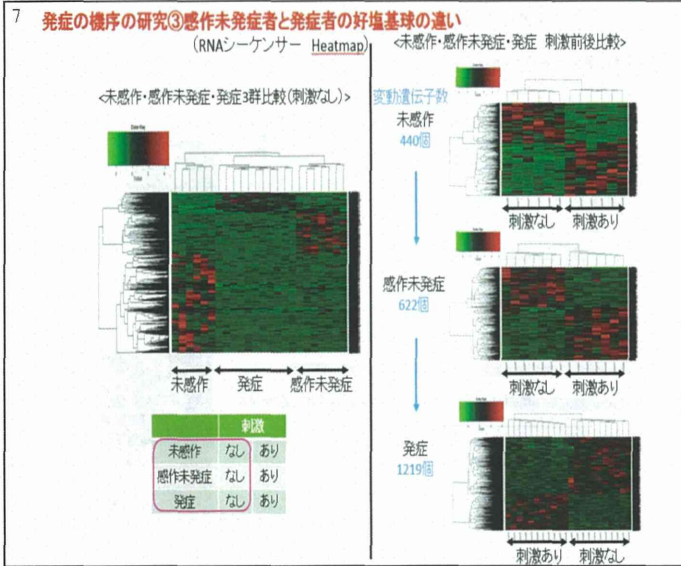 7
発症の機序の研究③感作未発症者と発症者の好塩基球の違い
(RNAシーケンサー Heatmap)
<未感作・感作未発症・発症3群比較(刺激なし)>
未感作 発症 感作未発症
刺激
未感作 なし あり
感作未発症 なし あり
発症 なし あり
<未感作・感作未発症・発症 刺激前後比較>
変動遺伝子数
未感作
440個
刺激なし 刺激あり
感作未発症
622個
刺激なし 刺激あり
発症
1219個
刺激あり 刺激なし